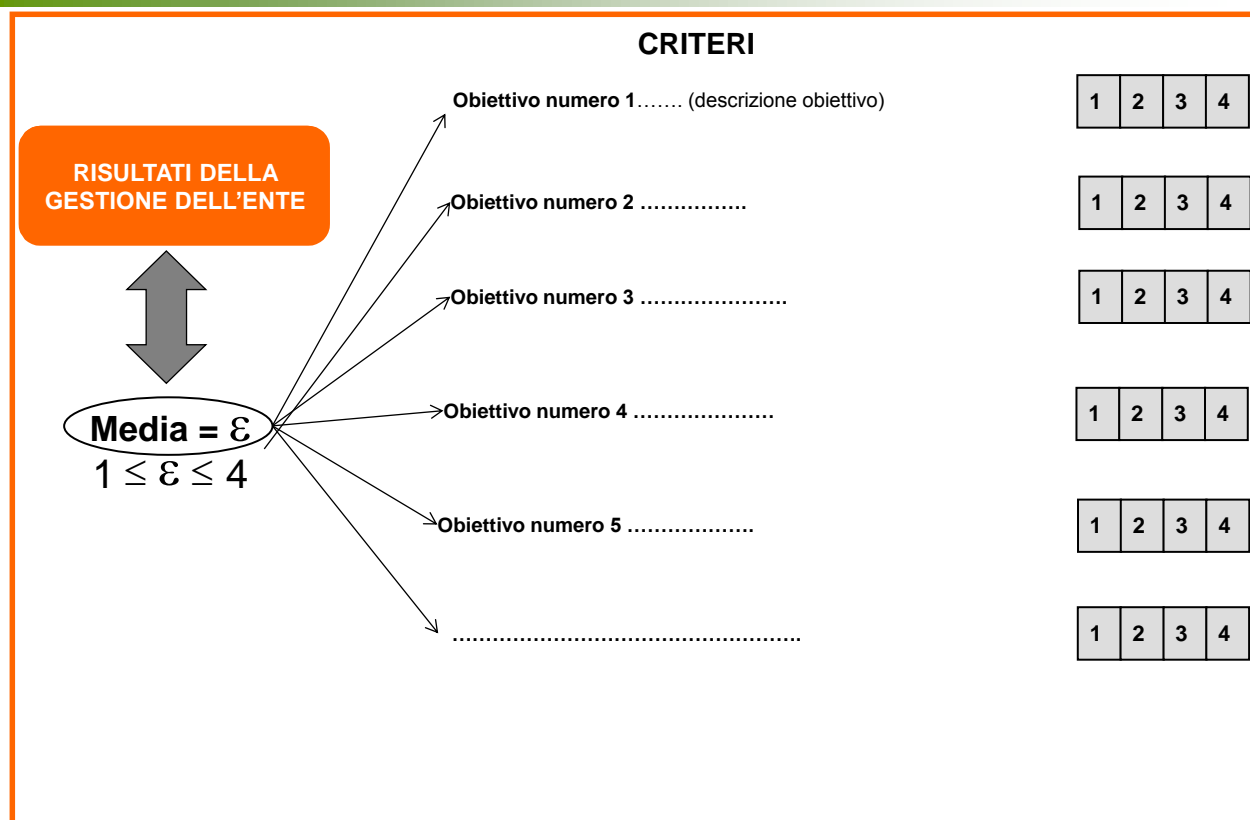 CRITERI
Obiettivo numero 1……. (descrizione obiettivo)
1 2 3 4
RISULTATI DELLA
GESTIONE DELL'ENTE
Obiettivo numero 2 …………….
1 2 3 4
Obiettivo numero 3 ………………….
1 2 3 4
Obiettivo numero 4 …………………
1 2 3 4
Media = ε
1 ≤ ε ≤ 4
Obiettivo numero 5 ……………….
1 2 3 4
…………………………………………….
1 2 3 4